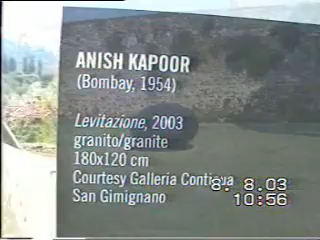 ANISH KAPOOR
(Bombay, 1954)
Levitazione, 2003
granito/granite
180x120 cm
Courtesy Galleria Continua
San Gimignano
8. 8.03
10:56